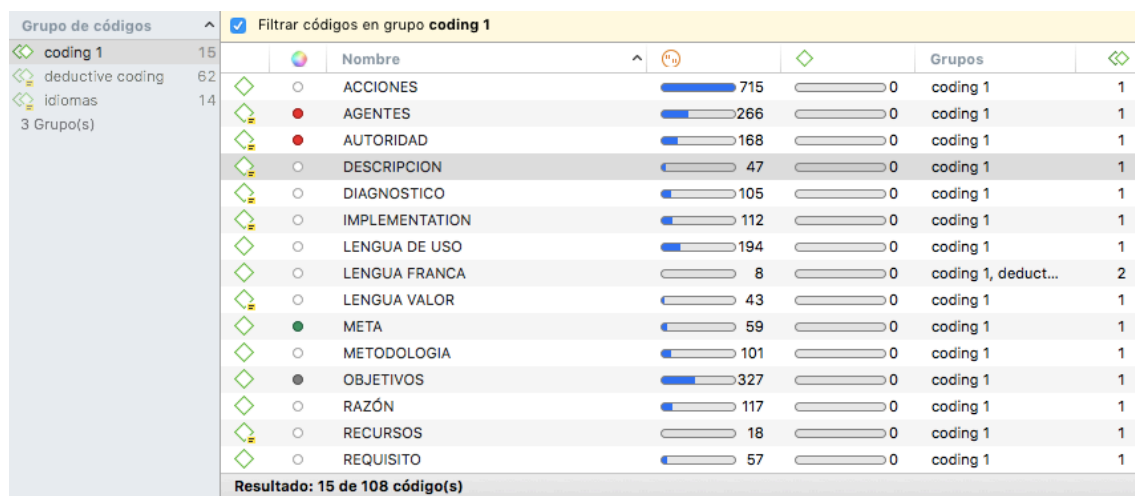 Grupo de códigos
coding 1 15
deductive coding 62
idiomas 14
3 Grupo(s)
Filtrar códigos en grupo coding 1
Nombre Grupos
ACCIONES 715 0 coding 1 1
AGENTES 266 0 coding 1 1
AUTORIDAD 168 0 coding 1 1
DESCRIPCION 47 0 coding 1 1
DIAGNOSTICO 105 0 coding 1 1
IMPLEMENTATION 112 0 coding 1 1
LENGUA DE USO 194 0 coding 1 1
LENGUA FRANCA 8 0 coding 1, deduct... 2
LENGUA VALOR 43 0 coding 1 1
META 59 0 coding 1 1
METODOLOGIA 101 0 coding 1 1
OBJETIVOS 327 0 coding 1 1
RAZÓN 117 0 coding 1 1
RECURSOS 18 0 coding 1 1
REQUISITO 57 0 coding 1 1
Resultado: 15 de 108 código(s)